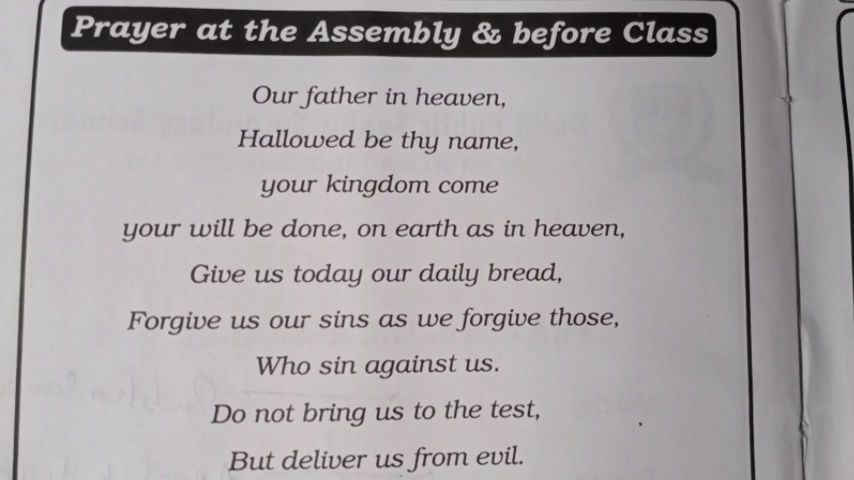 Prayer at the Assembly & before Class
Our father in heaven,
Hallowed be thy name,
your kingdom come
your will be done, on earth as in heaven,
Give us today our daily bread,
Forgive us our sins as we forgive those,
Who sin against us.
Do not bring us to the test,
But deliver us from evil.